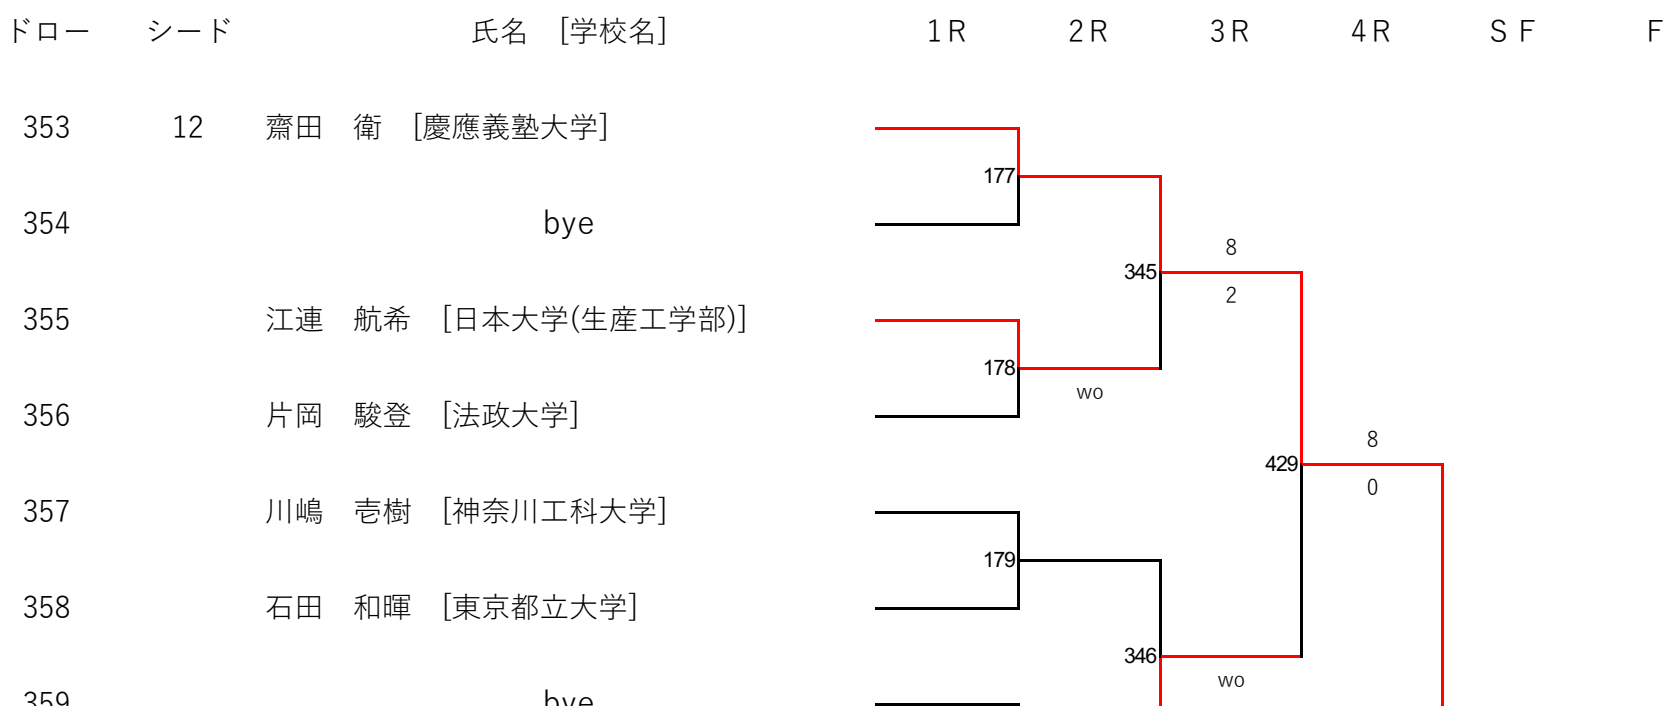 ドロー シード 氏名 [学校名] 1R 2R 3R 4R SF F
353 12 齋田 衛 [慶應義塾大学]
177
354 bye
8
345
2
355 江連 航希 [日本大学(生産工学部)]
178
wo
356 片岡 駿登 [法政大学]
8
429
0
357 川嶋 壱樹 [神奈川工科大学]
179
358 石田 和暉 [東京都立大学]
346
wo
359 bye